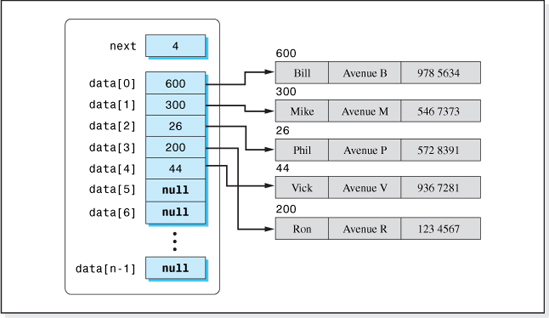 next 4
data[0] 600
data[1] 300
data[2] 26
data[3] 200
data[4] 44
data[5] null
data[6] null
data[n-1] null
600
Bill Avenue B 978 5634
300
Mike Avenue M 546 7373
26
Phil Avenue P 572 8391
44
Vick Avenue V 936 7281
200
Ron Avenue R 123 4567